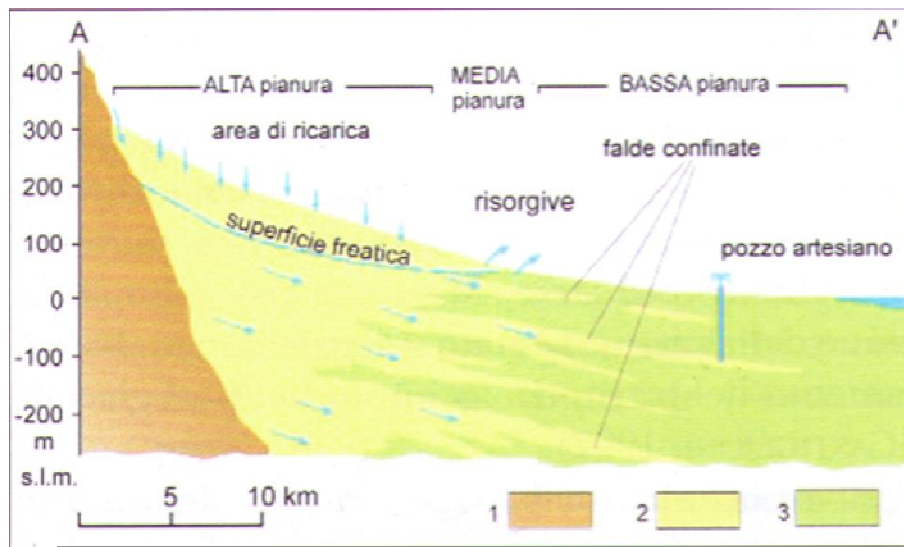 A A'
400
300
200
100
0
-100
-200
m
s.l.m.
ALTA pianura
MEDIA
pianura
BASSA pianura
area di ricarica
falde confinate
risorgive
superficie freatica
pozzo artesiano
5 10 km
1 2 3